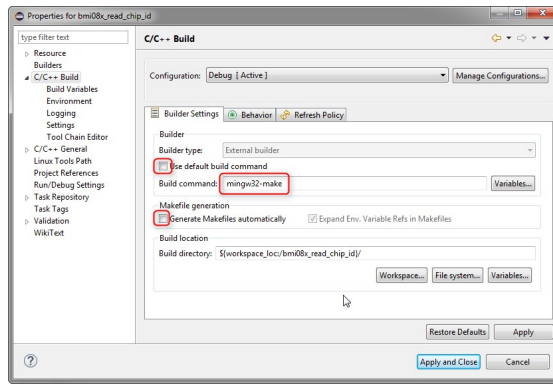 Properties for bmi08x_read_chip_id
type filter text
Resource
Builders
C/C++ Build
Build Variables
Environment
Logging
Settings
Tool Chain Editor
C/C++ General
Linux Tools Path
Project References
Run/Debug Settings
Task Repository
Task Tags
Validation
WikiText
C/C++ Build
Configuration: Debug [ Active ] Manage Configurations...
Builder Settings Behavior Refresh Policy
Builder
Builder type: External builder
Use default build command
Build command: mingw32-make Variables...
Makefile generation
Generate Makefiles automatically Expand Env. Variable Refs in Makefiles
Build location
Build directory: ${workspace_loc:/bmi08x_read_chip_id}/
Workspace... File system... Variables...
Restore Defaults Apply
? Apply and Close Cancel